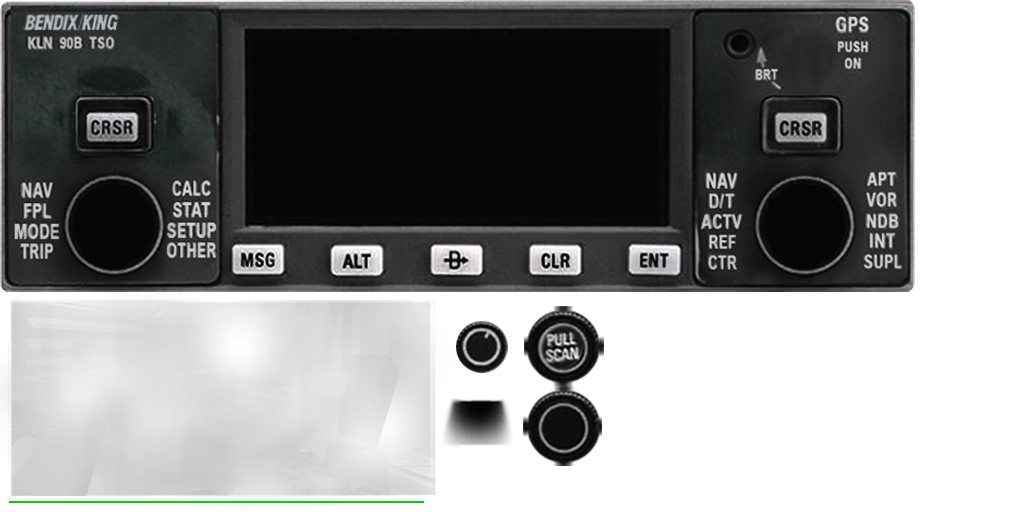 BENDIX/KING
KLN 90B TSO
GPS
PUSH
ON
BRT
CRSR
CRSR
NAV
FPL
MODE
TRIP
CALC
STAT
SETUP
OTHER
NAV
D/T
ACTV
REF
CTR
APT
VOR
NDB
INT
SUPL
MSG
ALT
D
CLR
ENT
PULL
SCAN